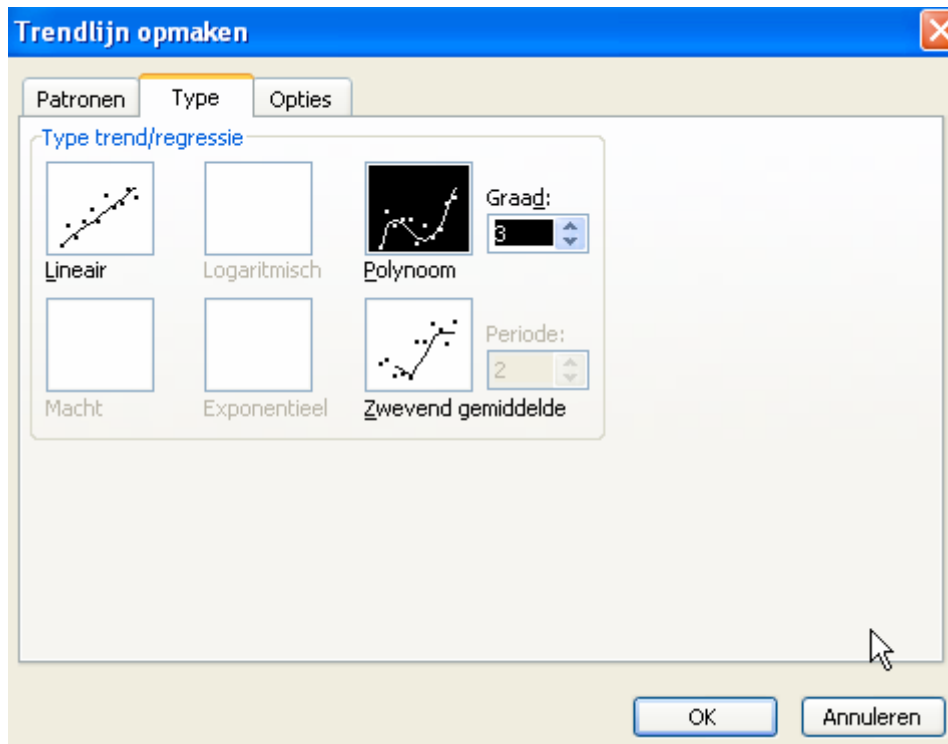 Trendlijn opmaken
Patronen Type Opties
Type trend/regressie
Graad:
3
Lineair Logaritmisch Polynoom
Periode:
2
Macht Exponentieel Zwevend gemiddelde
OK Annuleren